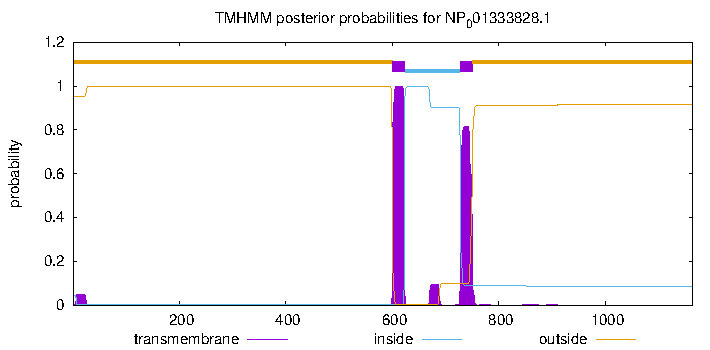 TMHMM posterior probabilities for NP001333828.1
1.2
1
0.8
0.6
0.4
0.2
0
probability
200 400 600 800 1000
transmembrane inside outside